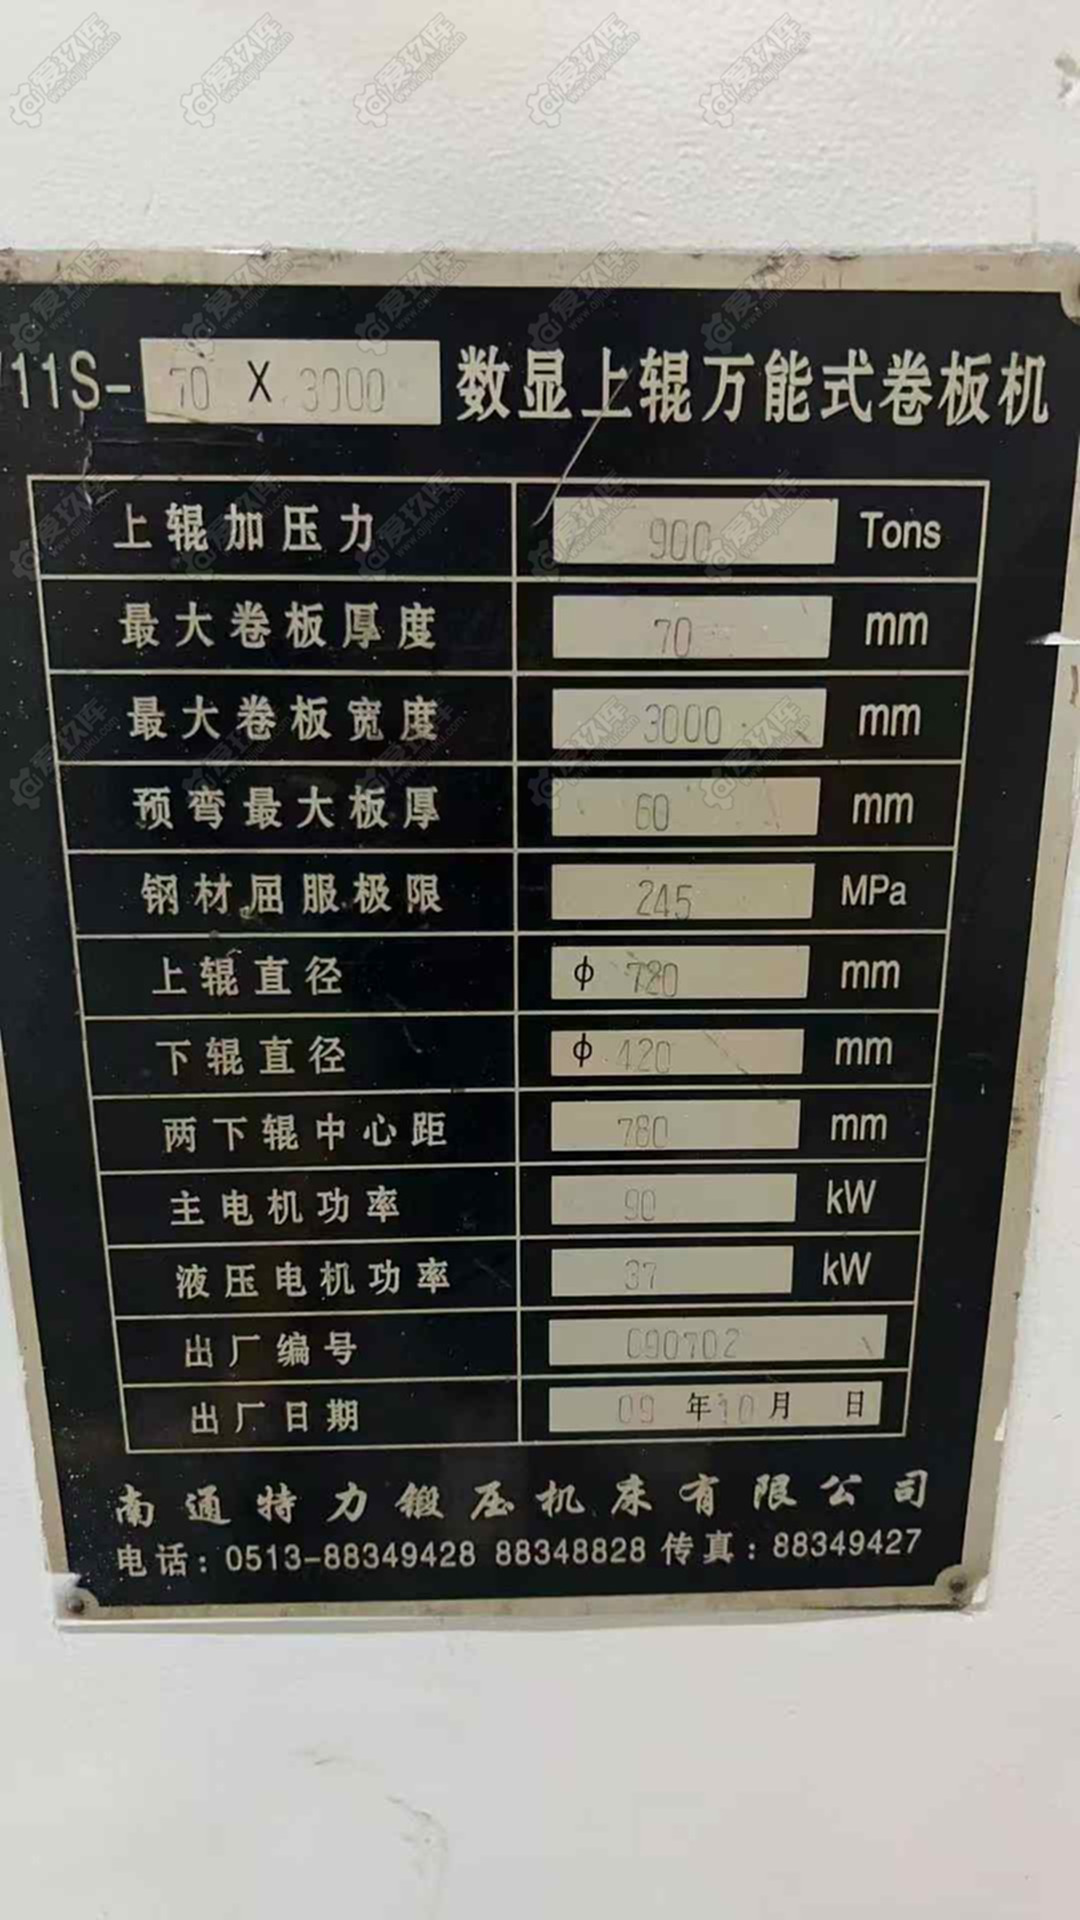 11S-70 X 3000 数显上辊万能式卷板机
上辊加压力 900 Tons
最大卷板厚度 70 mm
最大卷板宽度 3000 mm
预弯最大板厚 60 mm
钢材屈服极限 245 MPa
上辊直径 φ 720 mm
下辊直径 φ 420 mm
两下辊中心距 780 mm
主电机功率 90 kW
液压电机功率 37 kW
出厂编号 090702
出厂日期 09 年 10 月 日
南通特力锻压机床有限公司
电话：0513-88349428 88348828 传真：88349427
爱玖库
www.aijiuku.com